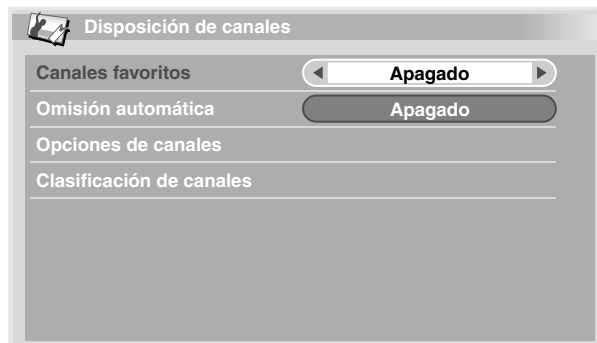 Disposición de canales
Canales favoritos Apagado
Omisión automática Apagado
Opciones de canales
Clasificación de canales